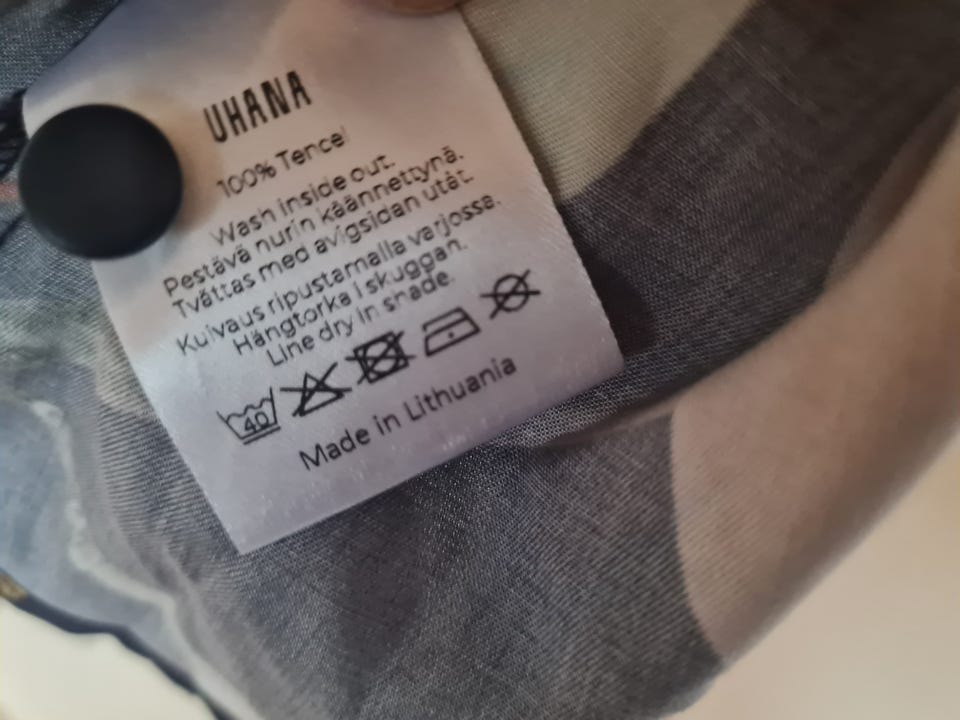 UHANA
100% Tencel
Wash inside out.
Pestävä nurin käännettynä.
Tvättas med avigsidan utåt.
Kuivaus ripustamalla varjossa.
Hängtorka i skuggan.
Line dry in shade.
40
Made in Lithuania